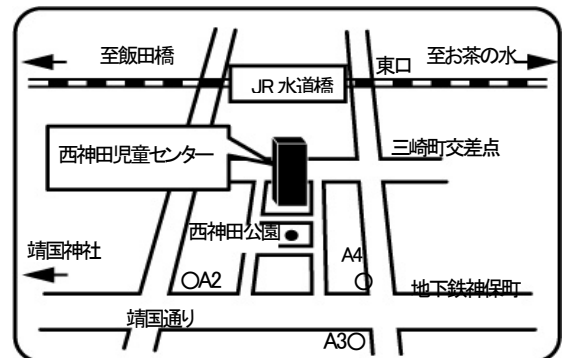 至飯田橋
東口
至お茶の水
JR 水道橋
西神田児童センター
三崎町交差点
西神田公園
靖国神社
A4
○A2
地下鉄神保町
靖国通り
A3○